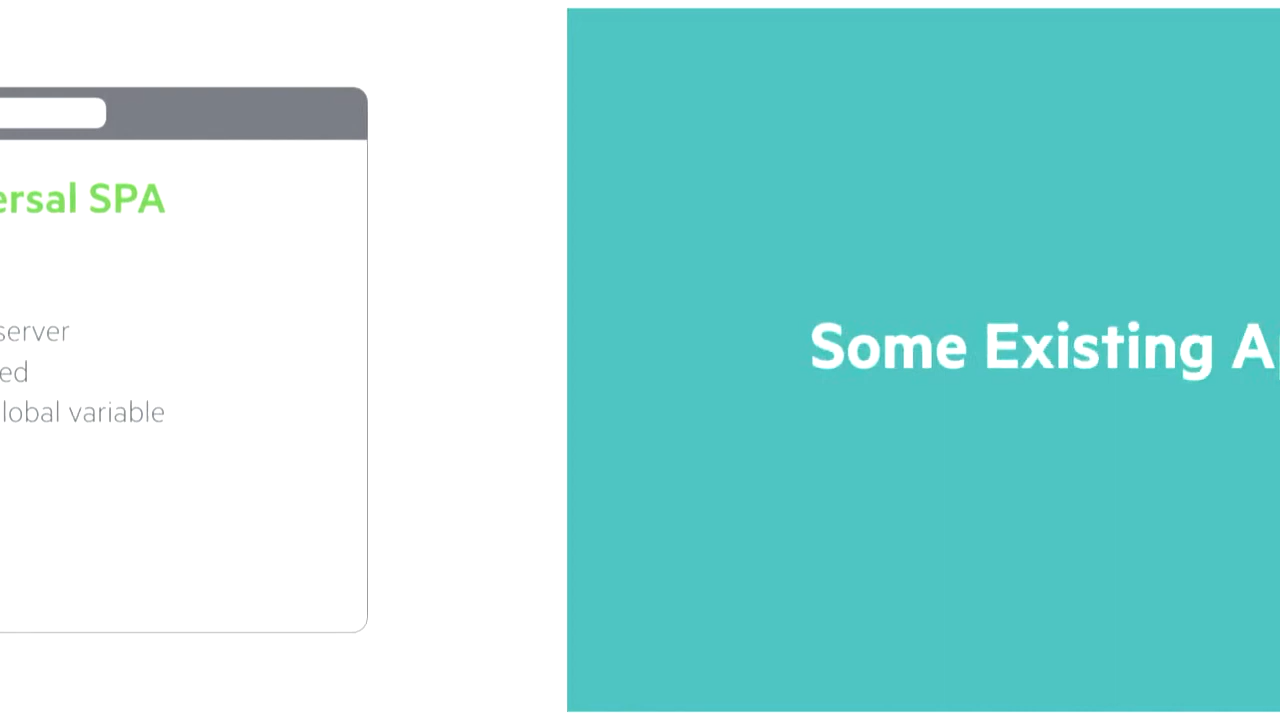 ersal SPA
server
ed
lobal variable
Some Existing A